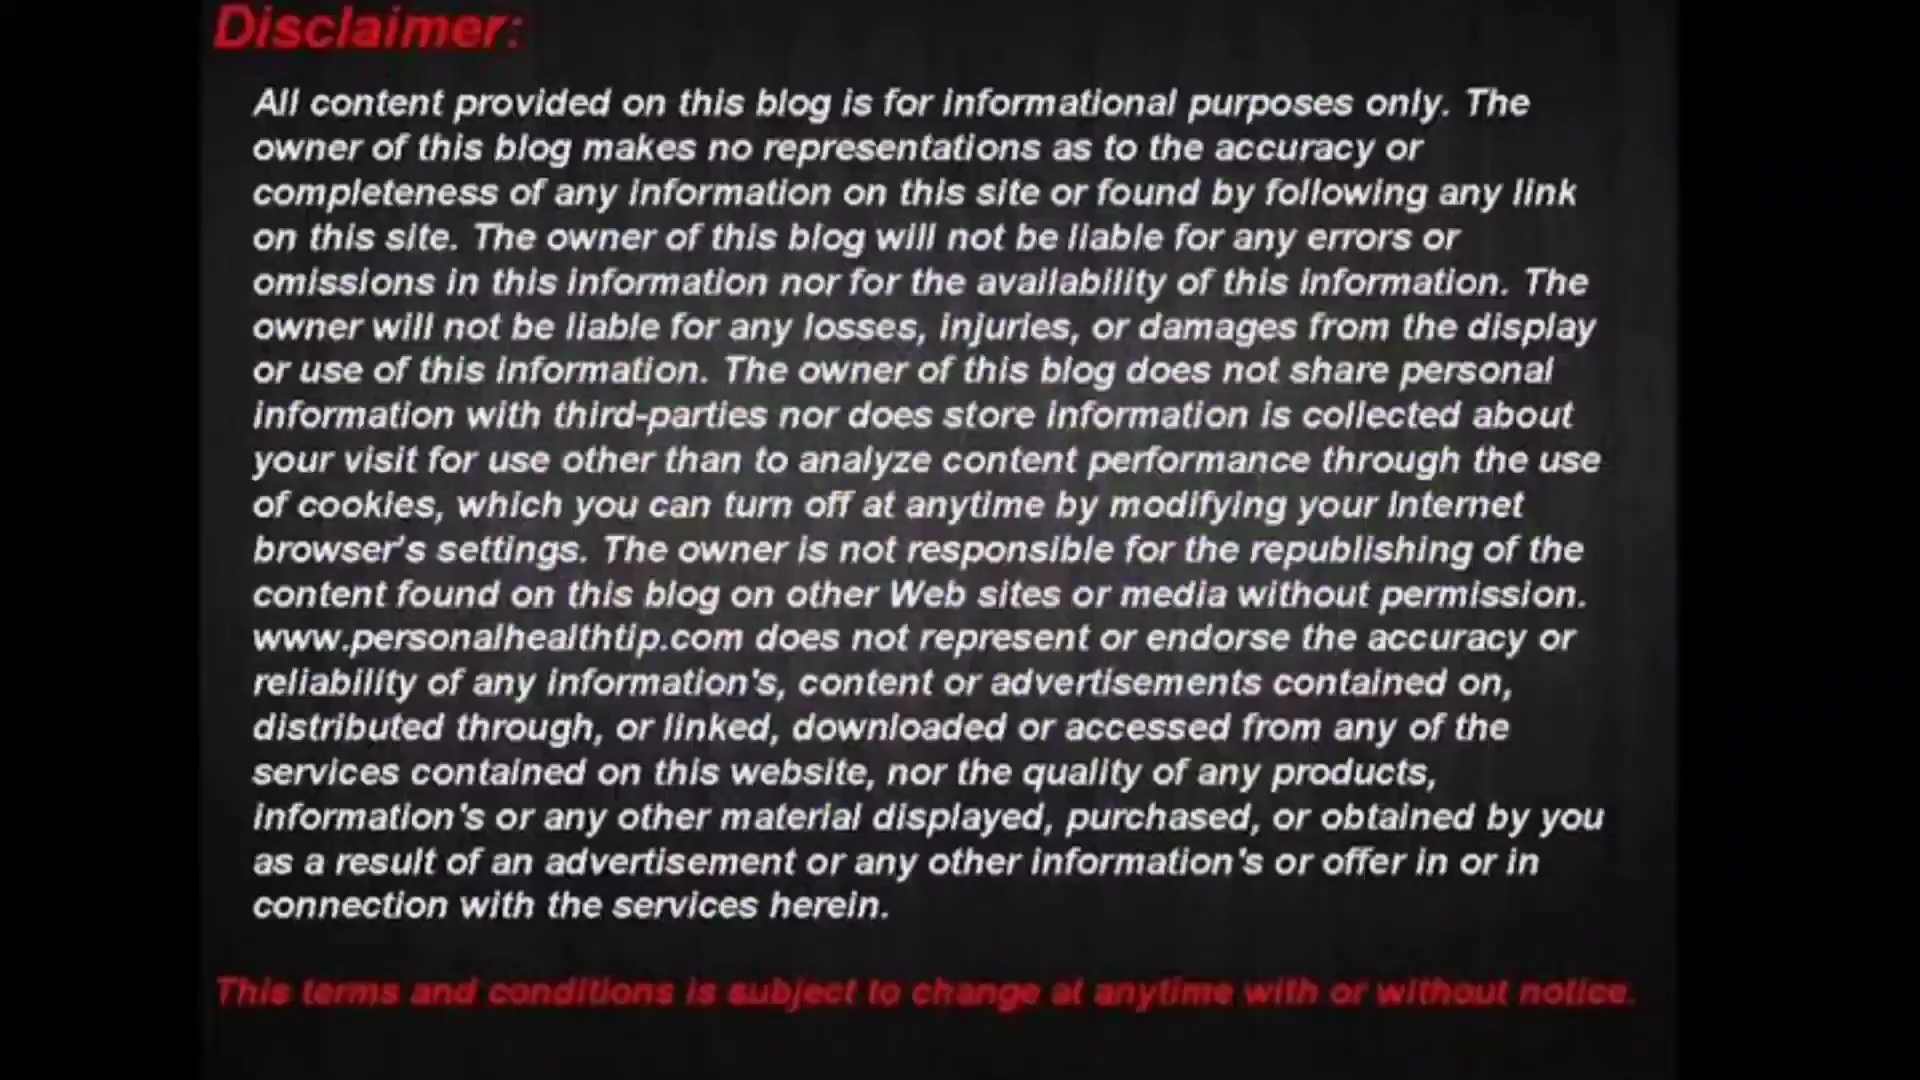 Disclaimer:
All content provided on this blog is for informational purposes only. The
owner of this blog makes no representations as to the accuracy or
completeness of any information on this site or found by following any link
on this site. The owner of this blog will not be liable for any errors or
omissions in this information nor for the availability of this information. The
owner will not be liable for any losses, injuries, or damages from the display
or use of this information. The owner of this blog does not share personal
information with third-parties nor does store information is collected about
your visit for use other than to analyze content performance through the use
of cookies, which you can turn off at anytime by modifying your Internet
browser's settings. The owner is not responsible for the republishing of the
content found on this blog on other Web sites or media without permission.
www.personalhealthtip.com does not represent or endorse the accuracy or
reliability of any information's, content or advertisements contained on,
distributed through, or linked, downloaded or accessed from any of the
services contained on this website, nor the quality of any products,
information's or any other material displayed, purchased, or obtained by you
as a result of an advertisement or any other information's or offer in or in
connection with the services herein.
This terms and conditions is subject to change at anytime with or without notice.